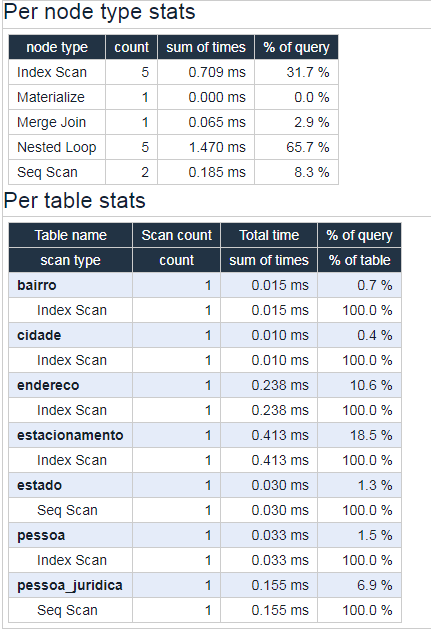 Per node type stats
node type count sum of times % of query
Index Scan 5 0.709 ms 31.7 %
Materialize 1 0.000 ms 0.0 %
Merge Join 1 0.065 ms 2.9 %
Nested Loop 5 1.470 ms 65.7 %
Seq Scan 2 0.185 ms 8.3 %
Per table stats
Table name Scan count Total time % of query
scan type count sum of times % of table
bairro 1 0.015 ms 0.7 %
Index Scan 1 0.015 ms 100.0 %
cidade 1 0.010 ms 0.4 %
Index Scan 1 0.010 ms 100.0 %
endereco 1 0.238 ms 10.6 %
Index Scan 1 0.238 ms 100.0 %
estacionamento 1 0.413 ms 18.5 %
Index Scan 1 0.413 ms 100.0 %
estado 1 0.030 ms 1.3 %
Seq Scan 1 0.030 ms 100.0 %
pessoa 1 0.033 ms 1.5 %
Index Scan 1 0.033 ms 100.0 %
pessoa_juridica 1 0.155 ms 6.9 %
Seq Scan 1 0.155 ms 100.0 %